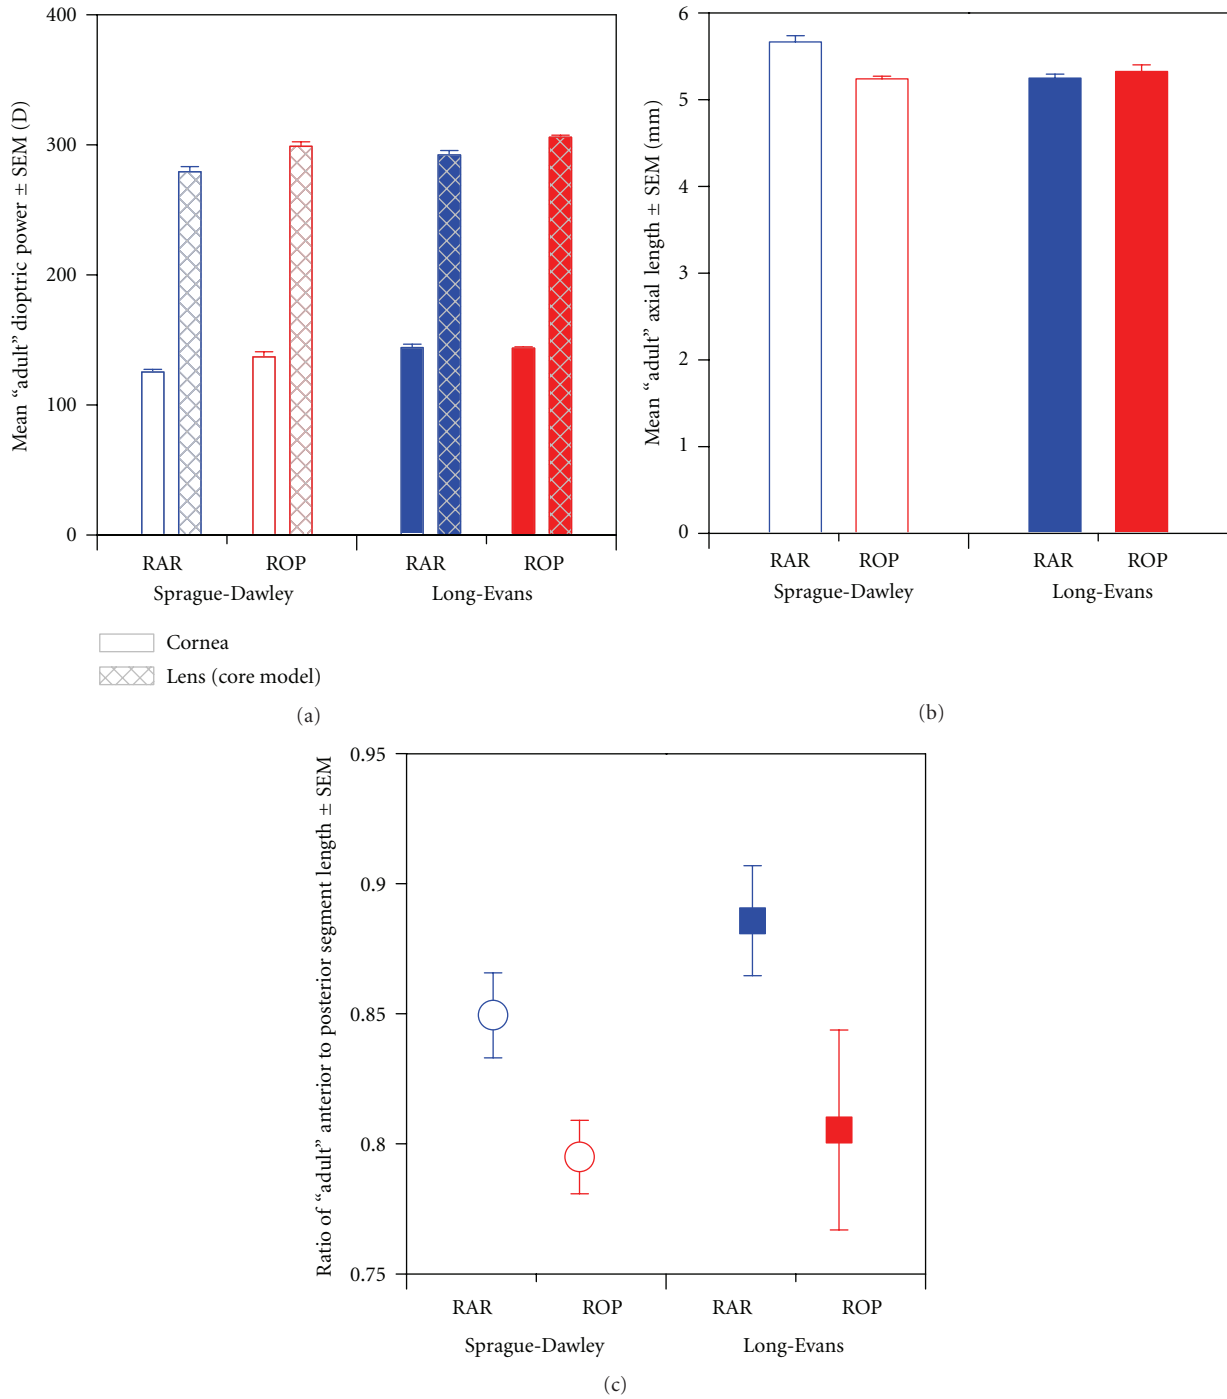 Mean “adult” dioptric power ± SEM (D)
400
300
200
100
0
RAR
ROP
RAR
ROP
Sprague-Dawley
Long-Evans
Cornea
Lens (core model)
(a)
Mean “adult” axial length ± SEM (mm)
6
5
4
3
2
1
0
RAR
ROP
RAR
ROP
Sprague-Dawley
Long-Evans
(b)
Ratio of “adult” anterior to posterior segment length ± SEM
0.95
0.9
0.85
0.8
0.75
RAR
ROP
RAR
ROP
Sprague-Dawley
Long-Evans
(c)